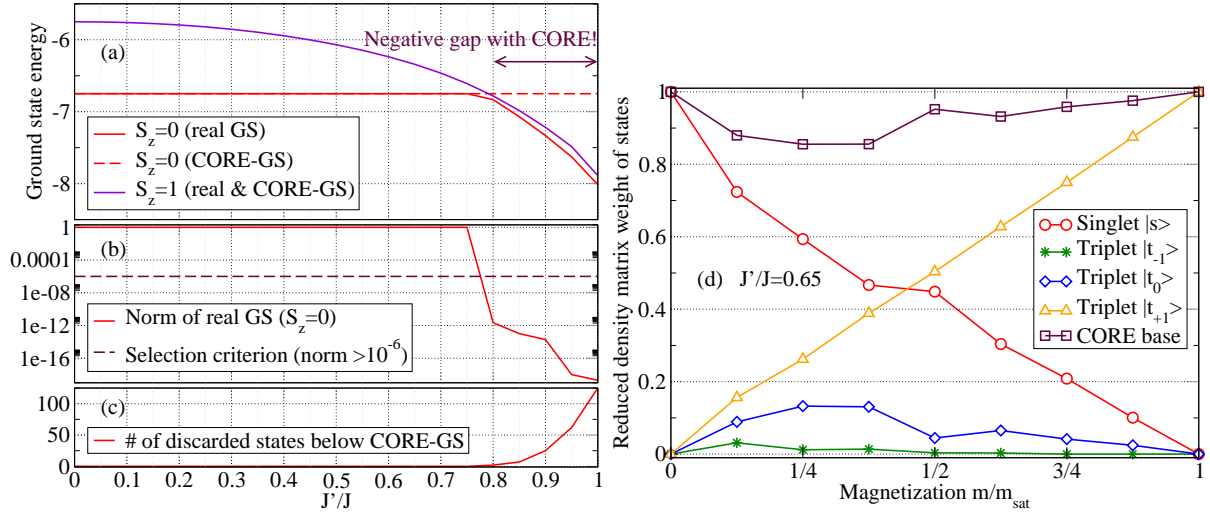 (a)
Negative gap with CORE!
Ground state energy
-6
-7
-8
S_z=0 (real GS)
S_z=0 (CORE-GS)
S_z=1 (real & CORE-GS)
(b)
1
0.0001
1e-08
1e-12
1e-16
Norm of real GS (S_z=0)
Selection criterion (norm >10^-6)
(c)
100
50
0
# of discarded states below CORE-GS
0 0.1 0.2 0.3 0.4 0.5 0.6 0.7 0.8 0.9 1
J'/J
Reduced density matrix weight of states
1
0.8
0.6
0.4
0.2
0
(d) J'/J=0.65
Singlet |s>
Triplet |t_-1>
Triplet |t_0>
Triplet |t_+1>
CORE base
0 1/4 1/2 3/4 1
Magnetization m/m_sat